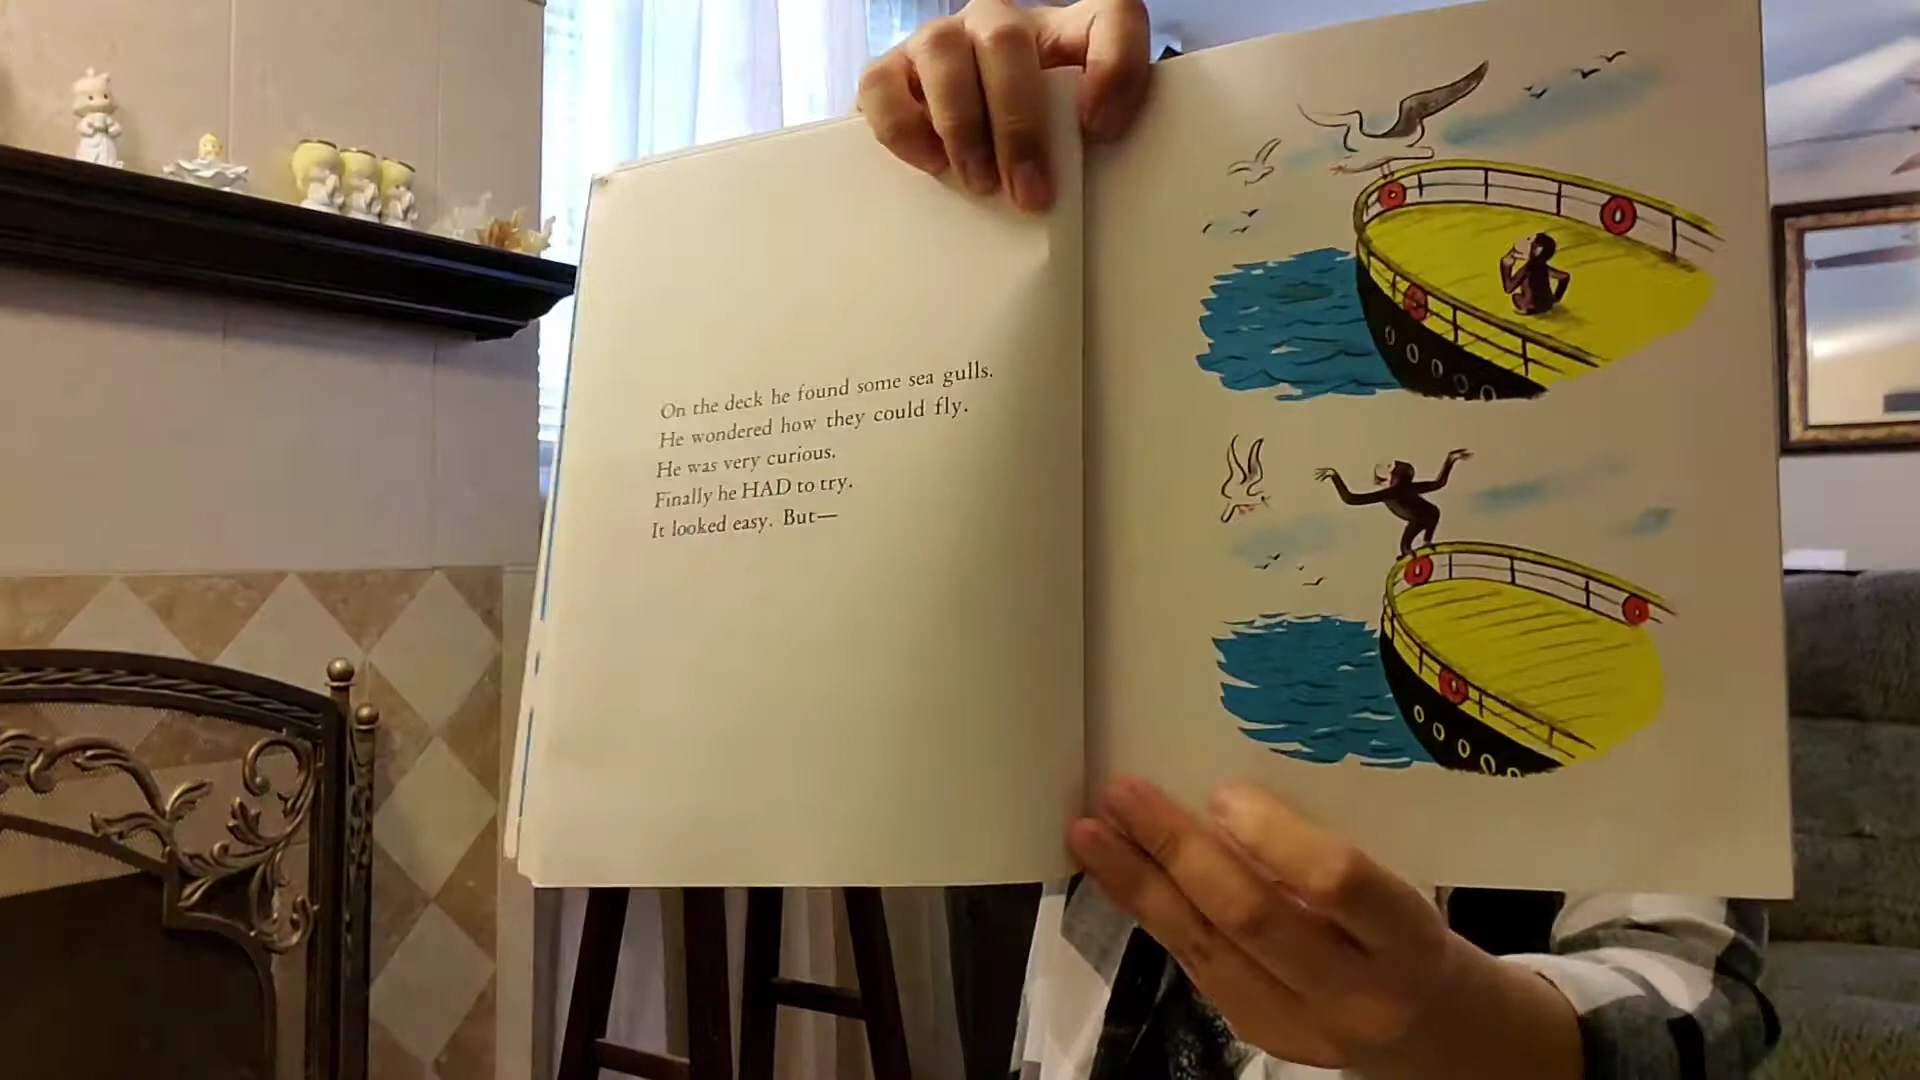 On the deck he found some sea gulls.
He wondered how they could fly.
He was very curious.
Finally he HAD to try.
It looked easy. But—